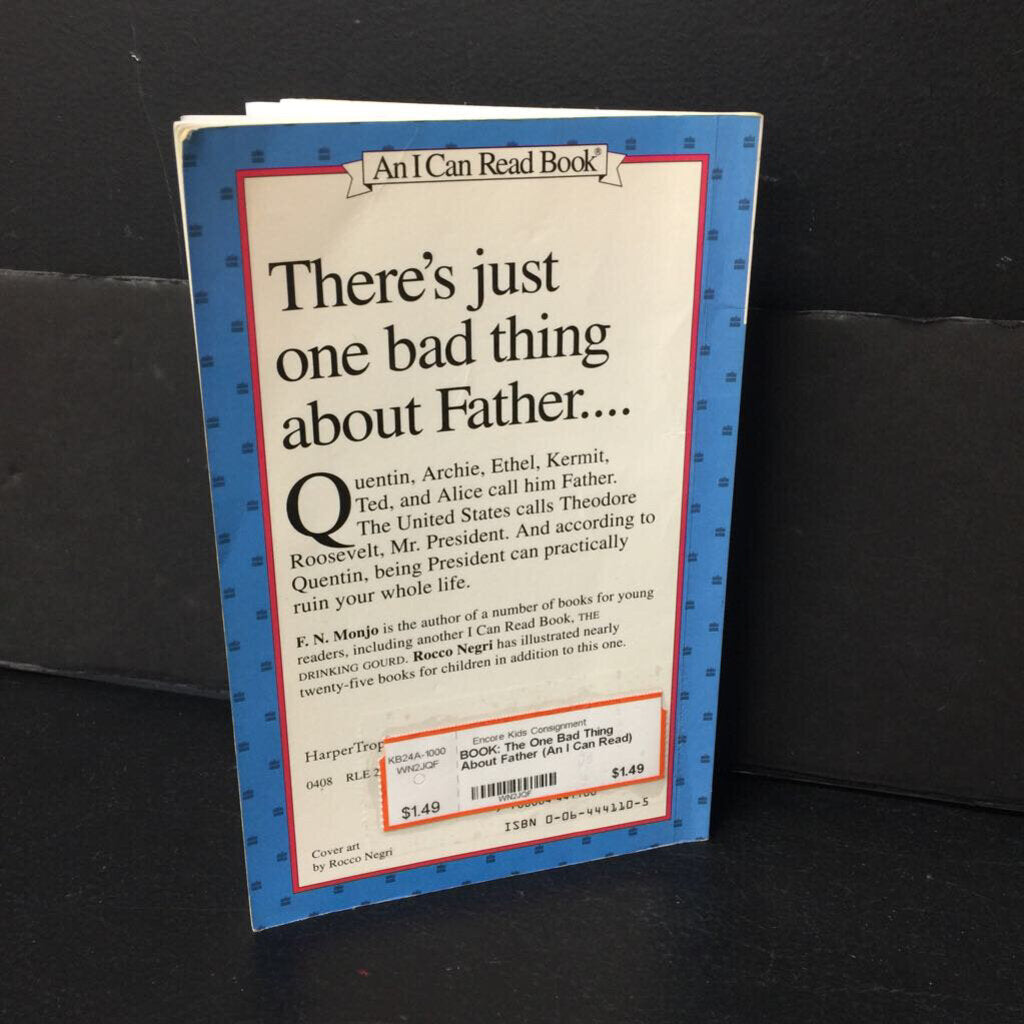 An I Can Read Book®
There's just
one bad thing
about Father....
Quentin, Archie, Ethel, Kermit,
Ted, and Alice call him Father.
The United States calls Theodore
Roosevelt, Mr. President. And according to
Quentin, being President can practically
ruin your whole life.
F. N. Monjo is the author of a number of books for young
readers, including another I Can Read Book, THE
DRINKING GOURD. Rocco Negri has illustrated nearly
twenty-five books for children in addition to this one.
HarperTrop
0408 RLE 2
KB24A-1000
WN2JQF
$1.49
Encore Kids Consignment
BOOK: The One Bad Thing
About Father (An I Can Read)
WN2JQF
$1.49
ISBN 0-06-444110-5
Cover art
by Rocco Negri